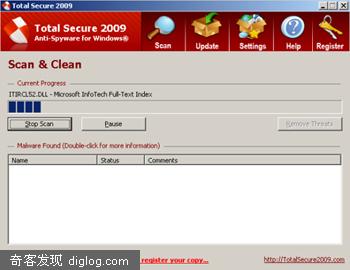 Total Secure 2009
Total Secure 2009
Anti-Spyware for Windows®
Scan
Update
Settings
Help
Register
Scan & Clean
Current Progress
ITIRCL52.DLL - Microsoft InfoTech Full-Text Index
Stop Scan
Pause
Remove Threats
Malware Found (Double-click for more information)
Name
Status
Comments
奇客发现 diglog.com
register your copy...
http://TotalSecure2009.com